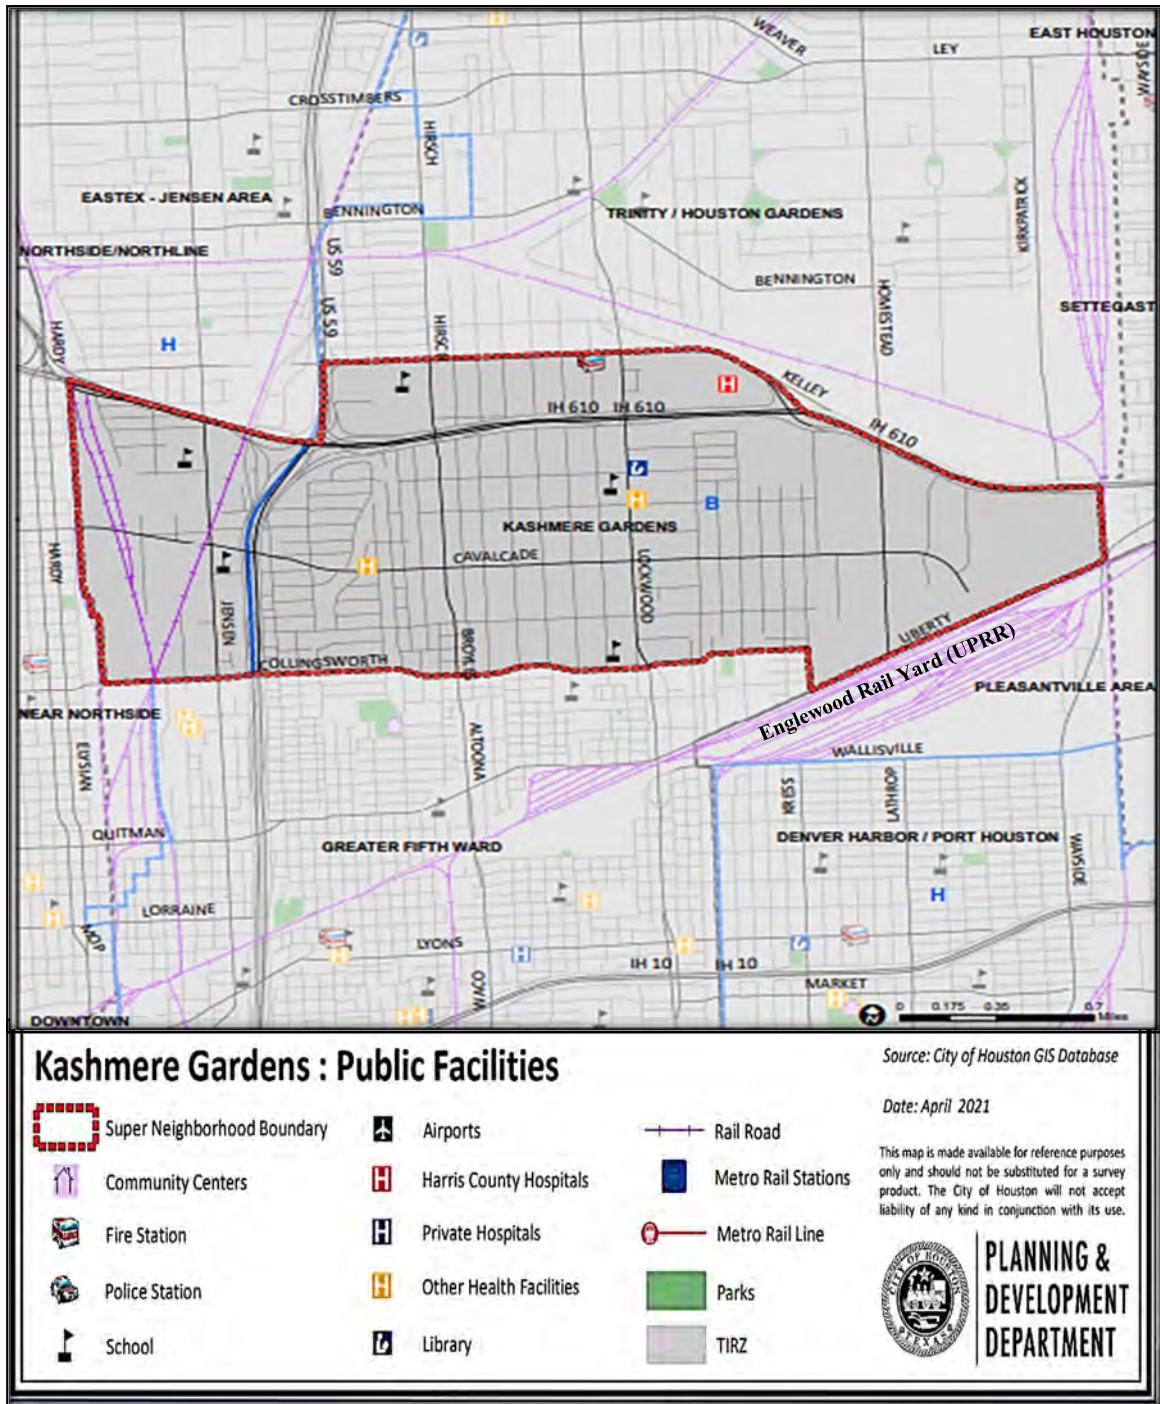 WEAVER
LEY
EAST HOUSTON
WAYSIDE
CROSSTIMBERS
HIRSCH
EASTEX - JENSEN AREA
BENNINGTON
TRINITY / HOUSTON GARDENS
KIRKPATRICK
NORTHSIDE/NORTHLINE
US 59
BENNINGTON
HOMESTEAD
SETTEGAST
US 59
HARDY
HIRSCH
H
KELLEY
H
IH 610 IH 610
IH 610
H
B
KASHMERE GARDENS
HARDY
CAVALCADE
H
LOCKWOOD
JENSEN
BROYLES
LIBERTY
COLLINGSWORTH
Englewood Rail Yard (UPRR)
PLEASANTVILLE AREA
NEAR NORTHSIDE
H
H
ELYSIAN
ALTOONA
WALLISVILLE
KRESS
LATHROP
QUITMAN
GREATER FIFTH WARD
DENVER HARBOR / PORT HOUSTON
WAYSIDE
H
H
H
H
LORRAINE
MOP
LYONS
H
H
H
IH 10 IH 10
WACO
MARKET
H
H
H
DOWNTOWN
0 0.175 0.35 0.7
Miles
Kashmere Gardens : Public Facilities
Source: City of Houston GIS Database
Date: April 2021
Super Neighborhood Boundary
Community Centers
Fire Station
Police Station
School
Airports
H Harris County Hospitals
H Private Hospitals
H Other Health Facilities
Library
Rail Road
Metro Rail Stations
Metro Rail Line
Parks
TIRZ
This map is made available for reference purposes
only and should not be substituted for a survey
product. The City of Houston will not accept
liability of any kind in conjunction with its use.
CITY OF HOUSTON
TEXAS
PLANNING &
DEVELOPMENT
DEPARTMENT